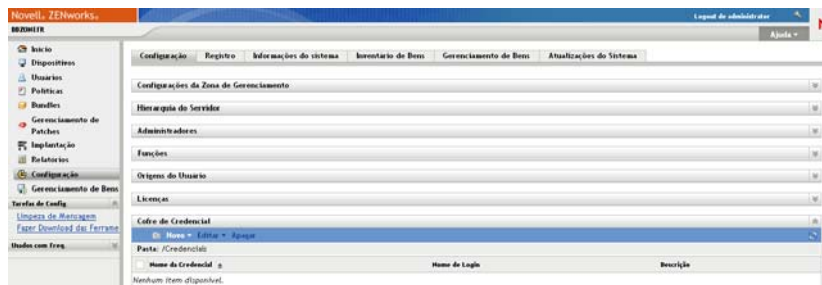 Novell® ZENworks®
Logout de administrator
BBZONEFR
Ajuda
Início
Dispositivos
Usuários
Políticas
Bundles
Gerenciamento de
Patches
Implantação
Relatórios
Configuração
Gerenciamento de Bens
Tarefas de Config.
Limpeza de Mensagem
Fazer Download das Ferrame
Usados com Freq.
Configuração
Registro
Informações do sistema
Inventário de Bens
Gerenciamento de Bens
Atualizações do Sistema
Configurações da Zona de Gerenciamento
Hierarquia do Servidor
Administradores
Funções
Origens do Usuário
Licenças
Cofre de Credencial
Novo Editar Apagar
Pasta: /Credenciais
Nome da Credencial Nome de Login Descrição
Nenhum item disponível.